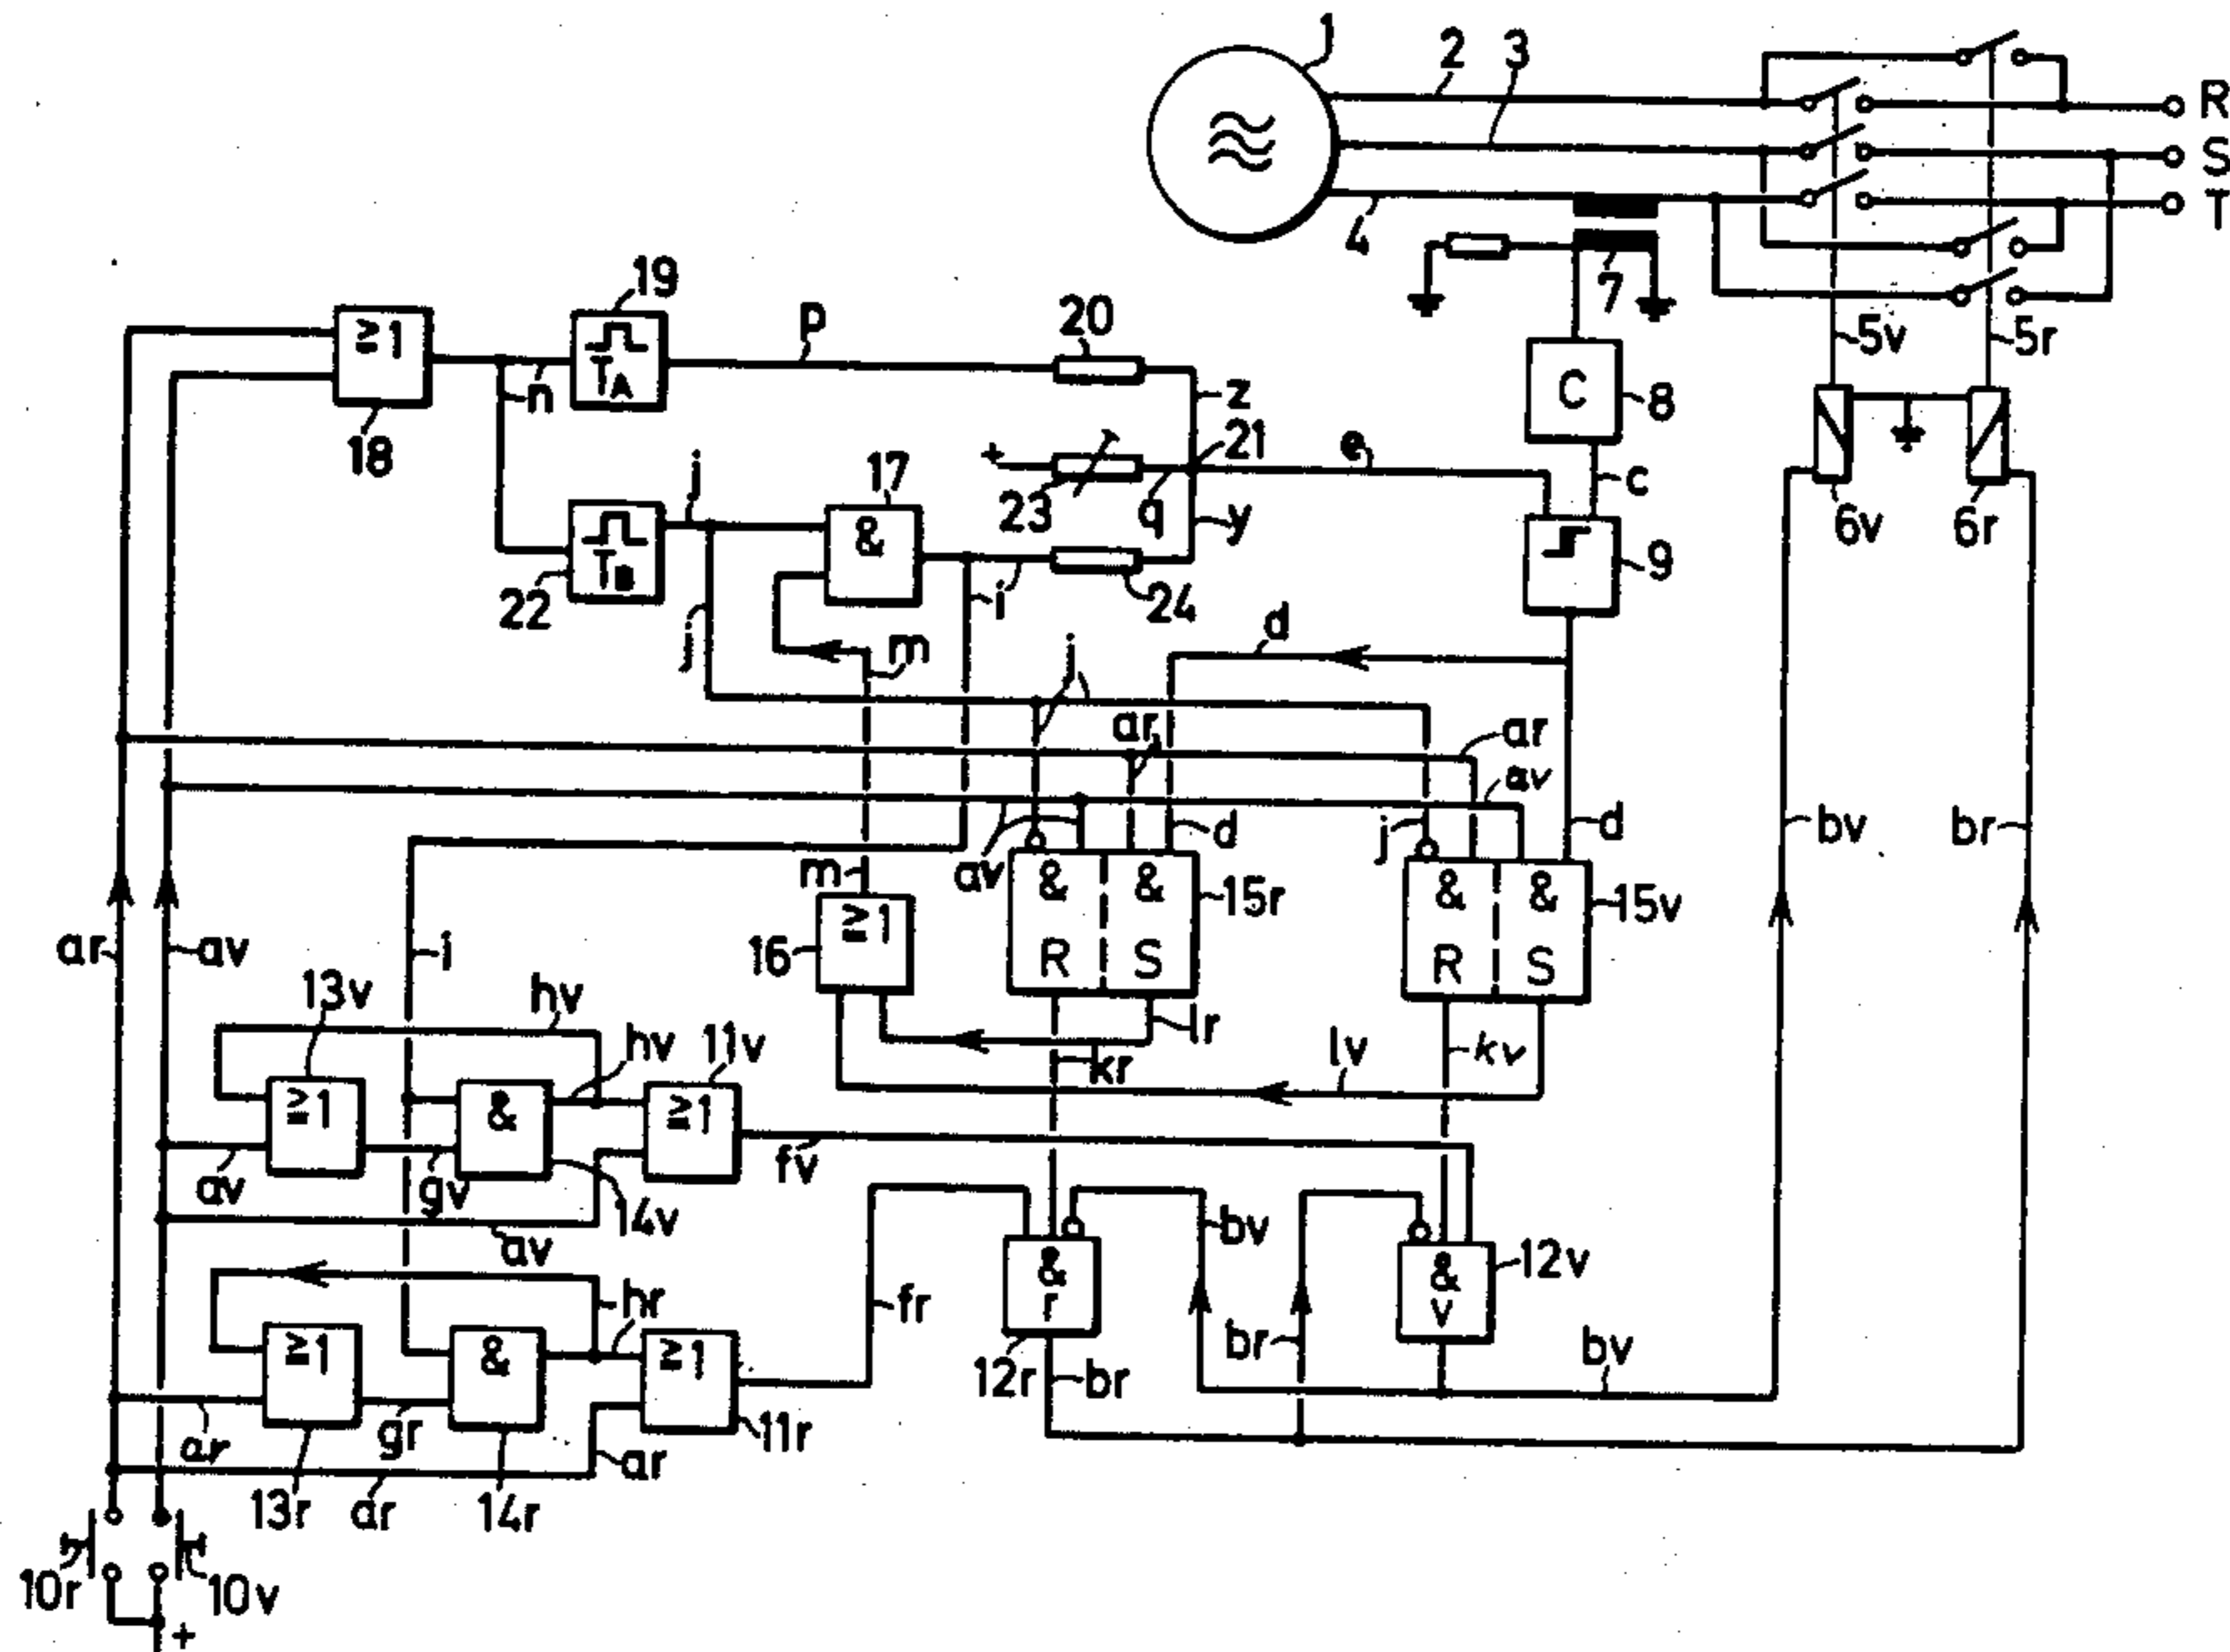 1
2 3
R
S
T
4
7
19
≥1
TA
p
20
5v 5r
n
18
z
C 8
+
23
21
e
c
q
y
6v 6r
j
17
&
9
22
TB
j
i
24
d
m
j
ar
ar
av
d
j
d
bv
br
m
av
& &
R S
15r
& &
R S
15v
ar
av
i
16
≥1
lr
kr
lv
kv
13v
hv
hv
11v
≥1
&
≥1
av
gv
14v
fv
av
bv
&
r
12r
br
br
&
v
12v
bv
hr
fr
≥1
&
≥1
ar
gr
11r
ar
13r
ar
14r
10r
10v
+